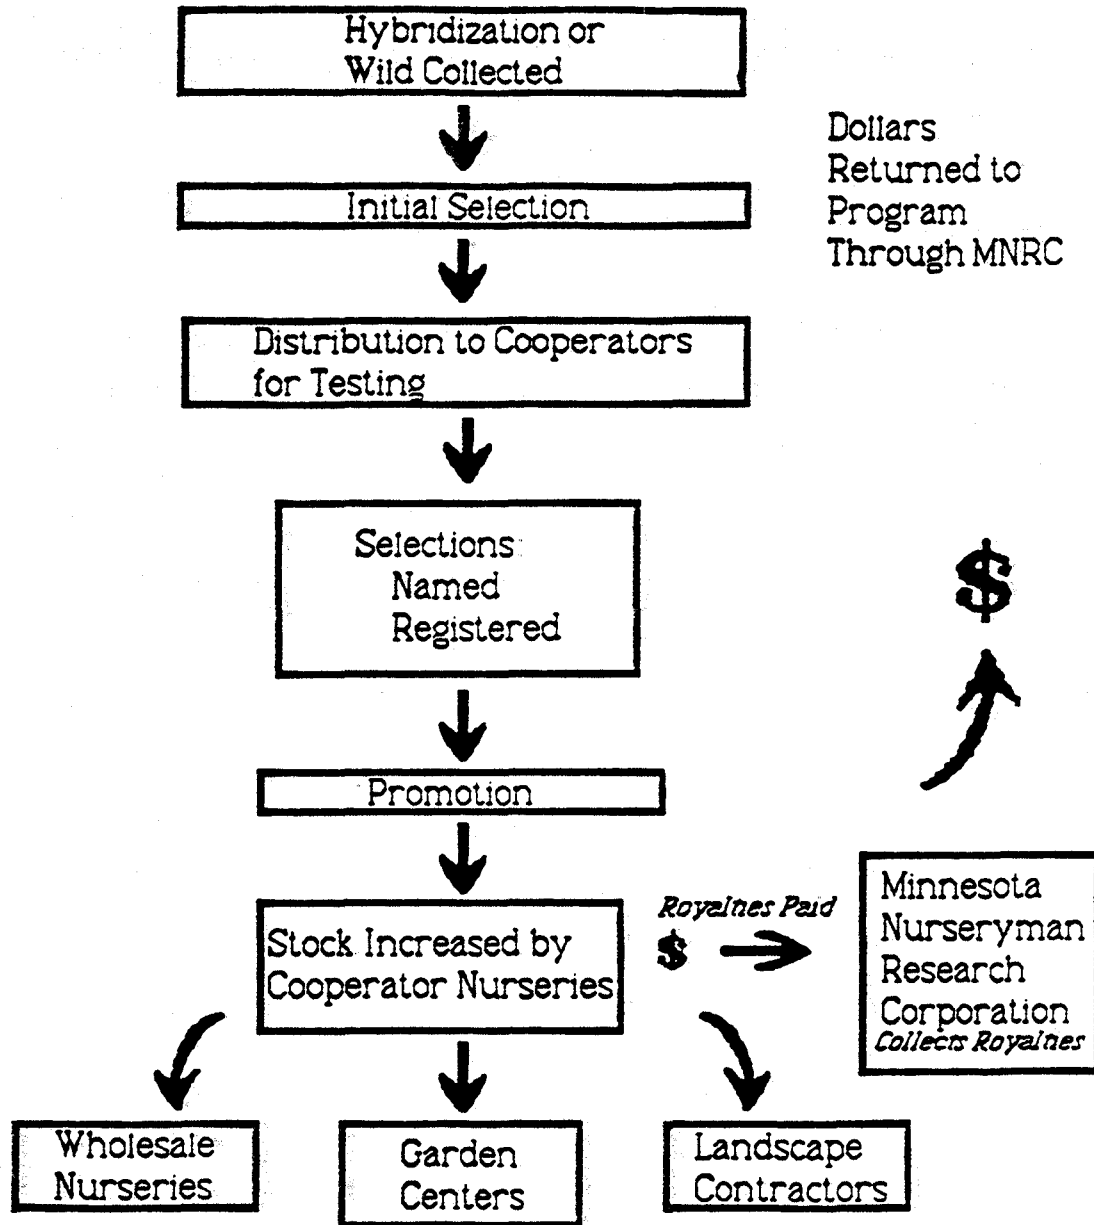 Hybridization or
Wild Collected
Dollars
Returned to
Program
Through MNRC
Initial Selection
Distribution to Cooperators
for Testing
Selections
Named
Registered
$
Promotion
Stock Increased by
Cooperator Nurseries
Royalties Paid
$
Minnesota
Nurseryman
Research
Corporation
Collects Royalties
Wholesale
Nurseries
Garden
Centers
Landscape
Contractors